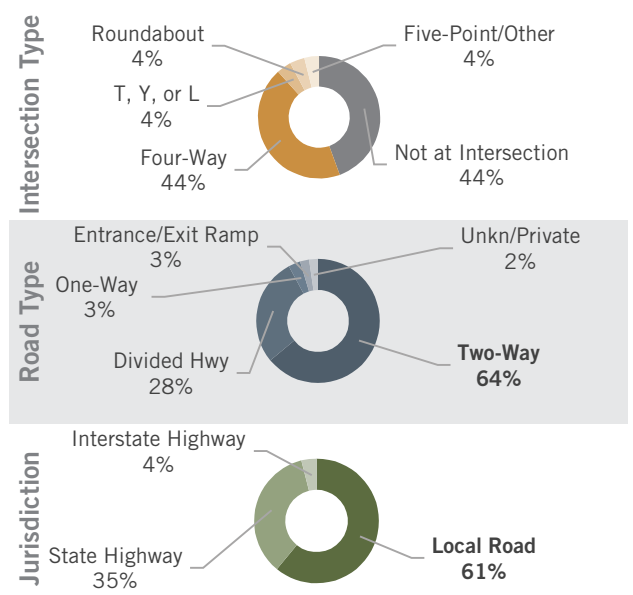 Intersection Type
Roundabout
4%
Five-Point/Other
4%
T, Y, or L
4%
Four-Way
44%
Not at Intersection
44%
Road Type
Entrance/Exit Ramp
3%
Unkn/Private
2%
One-Way
3%
Divided Hwy
28%
Two-Way
64%
Jurisdiction
Interstate Highway
4%
State Highway
35%
Local Road
61%